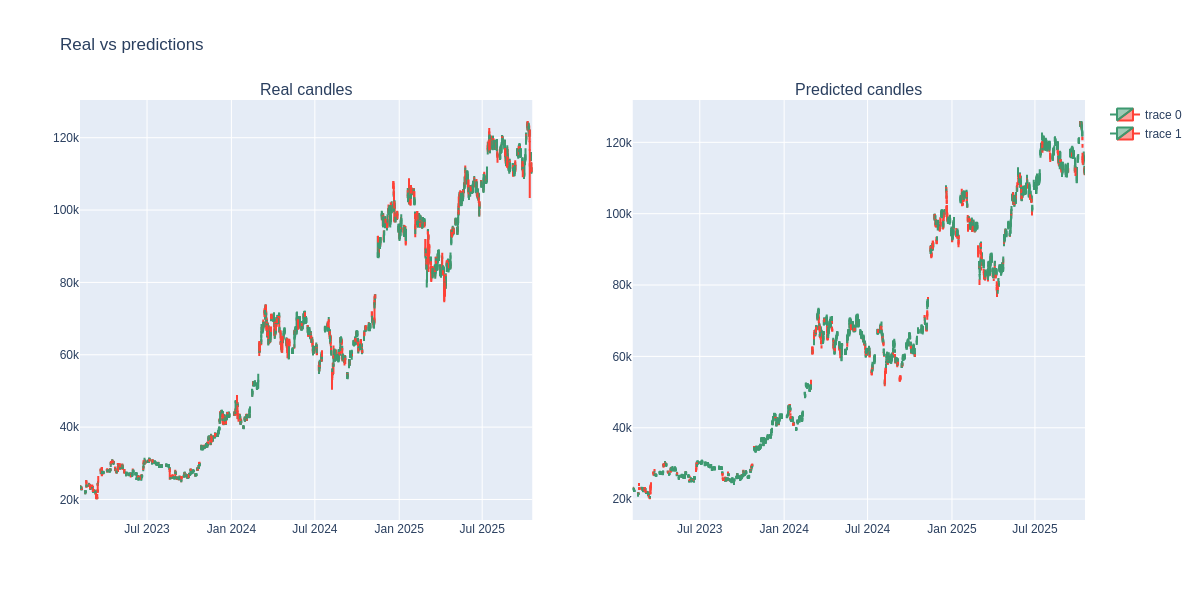 Real vs predictions
Real candles
Predicted candles
120k
100k
80k
60k
40k
20k
Jul 2023
Jan 2024
Jul 2024
Jan 2025
Jul 2025
120k
100k
80k
60k
40k
20k
Jul 2023
Jan 2024
Jul 2024
Jan 2025
Jul 2025
trace 0
trace 1